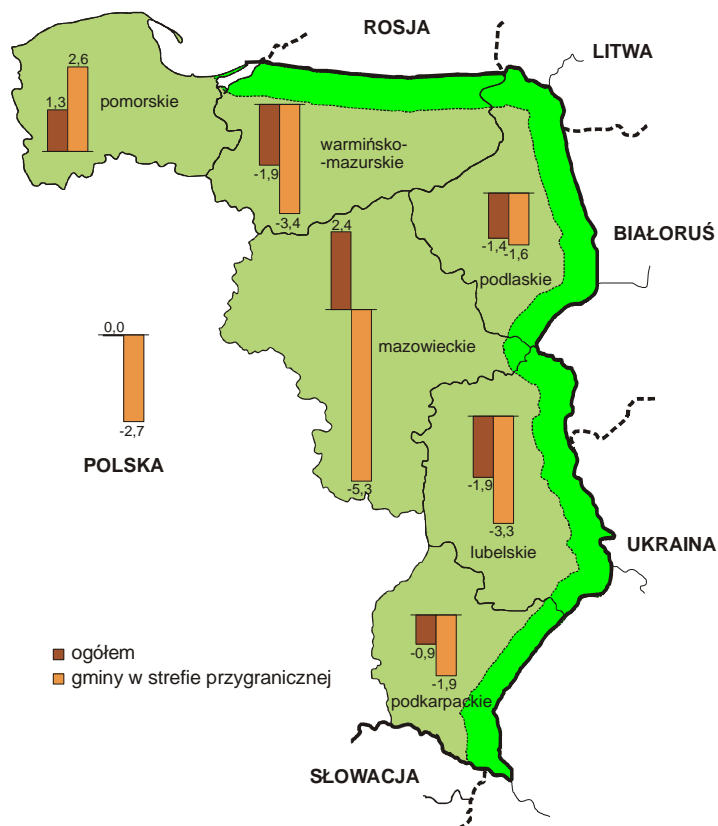 ROSJA
LITWA
2,6
1,3
pomorskie
warmińsko-
-mazurskie
-1,9
-3,4
BIAŁORUŚ
-1,4
-1,6
podlaskie
2,4
mazowieckie
-5,3
0,0
-2,7
POLSKA
-1,9
-3,3
lubelskie
UKRAINA
-0,9
-1,9
podkarpackie
ogółem
gminy w strefie przygranicznej
SŁOWACJA